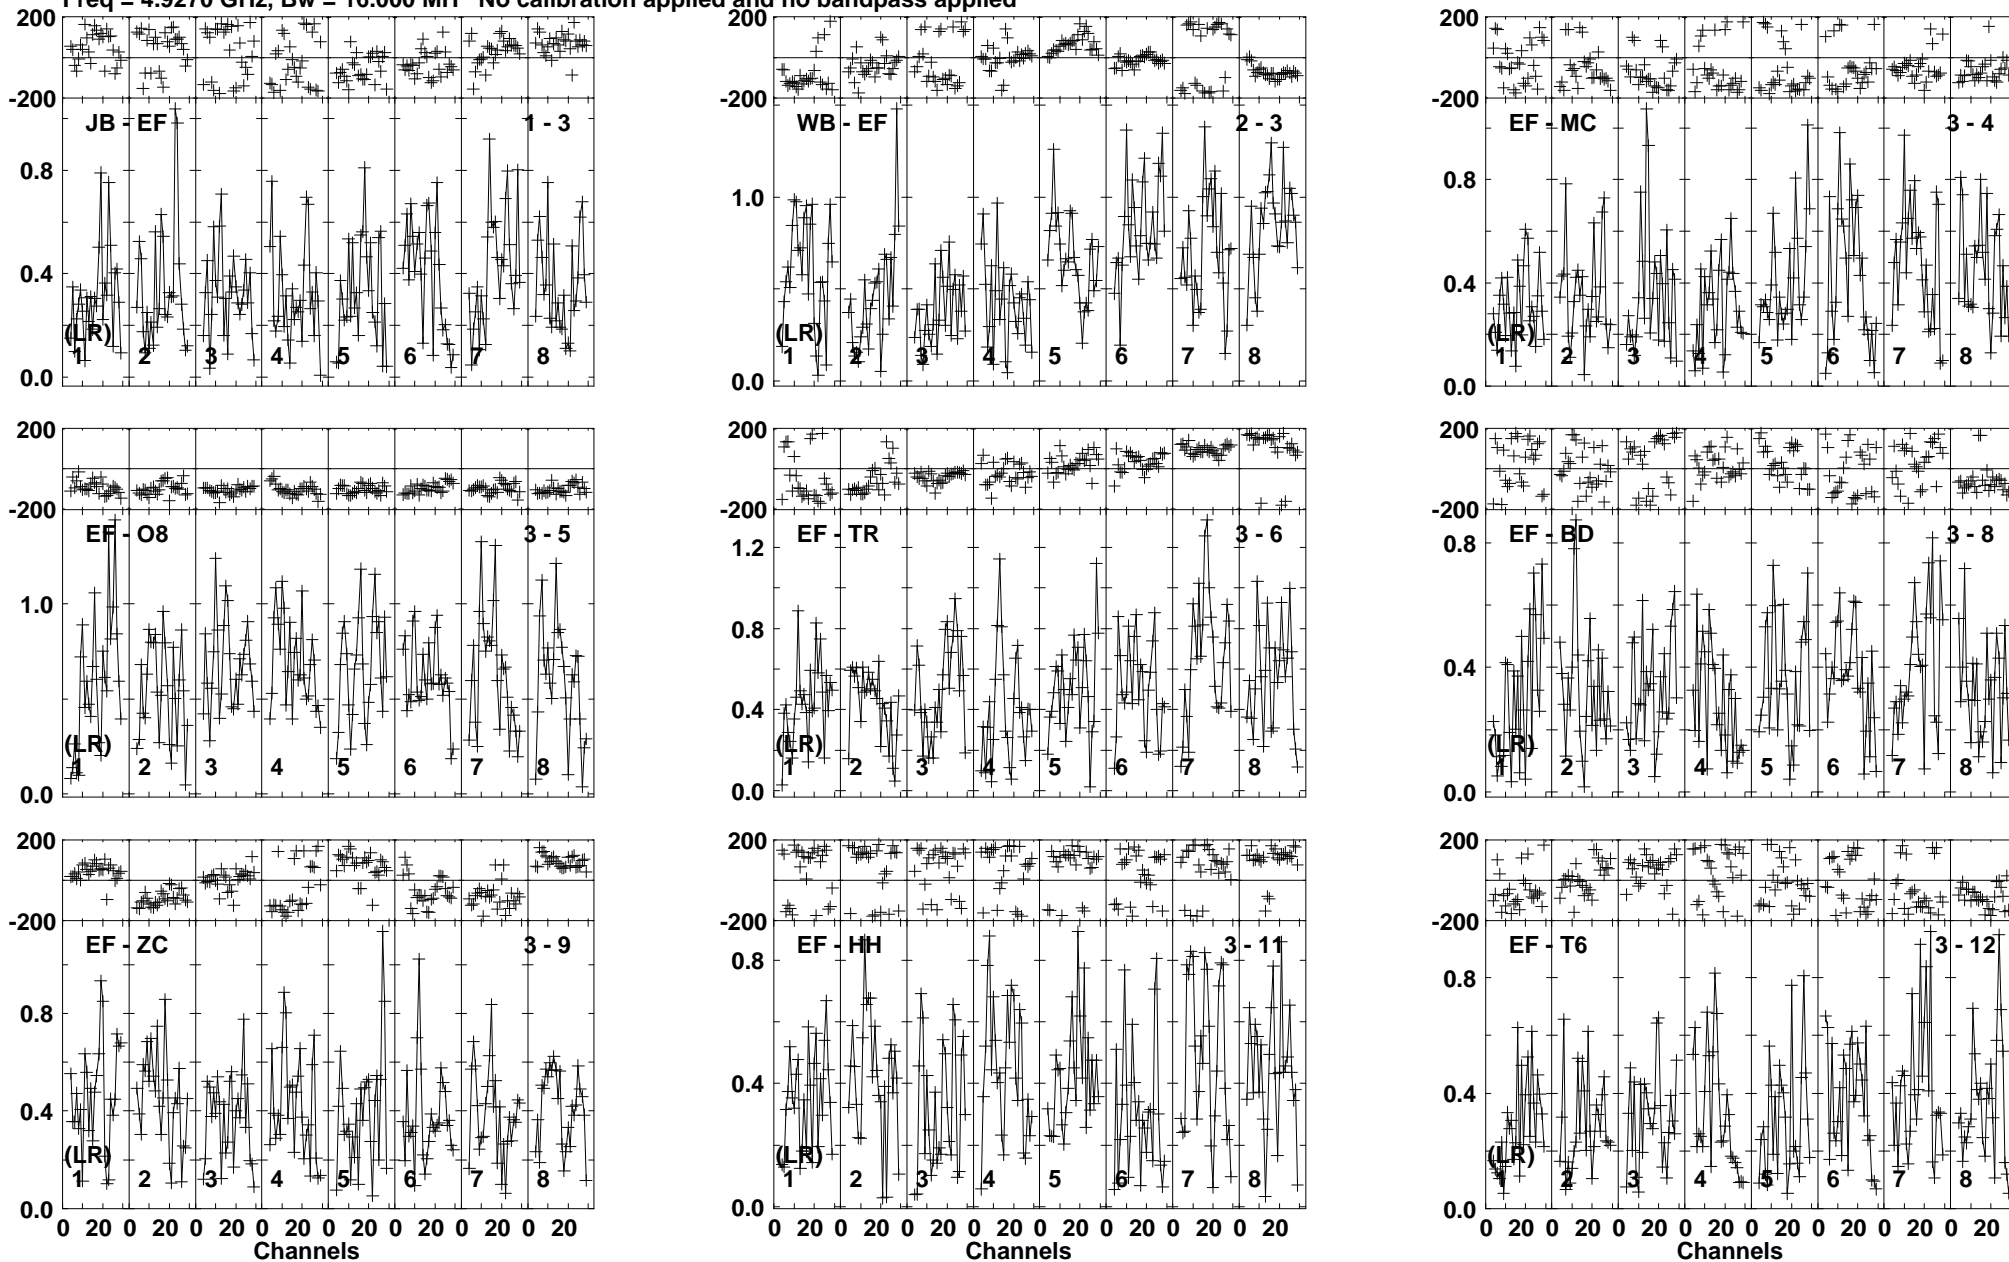 Freq = 4.9270 GHz, Bw = 16.000 MH No calibration applied and no bandpass applied
200 200 200
-200 -200 -200
JB - EF 1 - 3 WB - EF 2 - 3 EF - MC 3 - 4
0.8 1.0 0.8
0.4 0.4
(LR) (LR) (LR)
1 2 3 4 5 6 7 8 1 2 3 4 5 6 7 8 1 2 3 4 5 6 7 8
0.0 0.0 0.0
200 200 200
-200 -200 -200
EF - O8 3 - 5 EF - TR 3 - 6 EF - BD 3 - 8
1.0 1.2 0.8
0.8
0.4 0.4
(LR) (LR) (LR)
1 2 3 4 5 6 7 8 1 2 3 4 5 6 7 8 1 2 3 4 5 6 7 8
0.0 0.0 0.0
200 200 200
-200 -200 -200
EF - ZC 3 - 9 EF - HH 3 - 11 EF - T6 3 - 12
0.8 0.8 0.8
0.4 0.4 0.4
(LR) (LR) (LR)
1 2 3 4 5 6 7 8 1 2 3 4 5 6 7 8 1 2 3 4 5 6 7 8
0.0 0.0 0.0
0 20 0 20 0 20 0 20 0 20 0 20 0 20 0 20 0 20 0 20 0 20 0 20 0 20 0 20 0 20 0 20 0 20 0 20 0 20 0 20 0 20 0 20 0 20 0 20
Channels Channels Channels